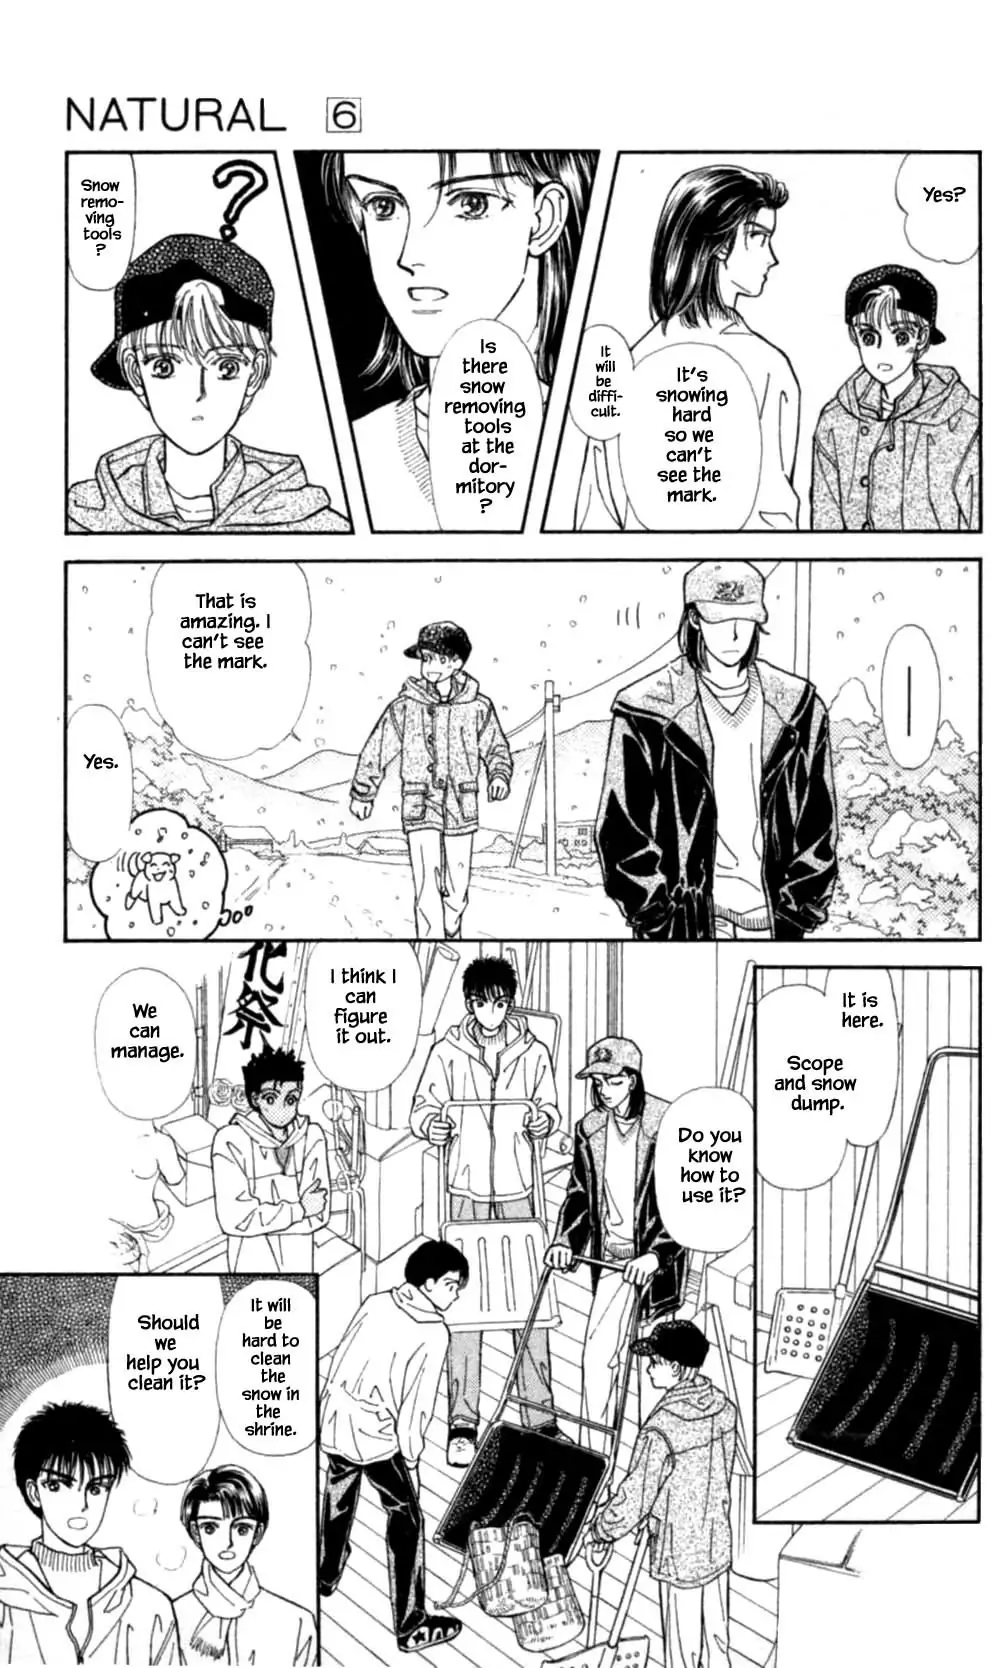 NATURAL 6
Yes?
It's
snowing
hard
so we
can't
see the
mark.
It
will
be
diffi-
cult.
Is
there
snow
removing
tools
at the
dor-
mitory
?
Snow
remo-
ving
tools
?
?
That is
amazing. I
can't see
the mark.
Yes.
It is
here.
Scope
and snow
dump.
Do you
know
how to
use it?
I think I
can
figure
it out.
We
can
manage.
化
祭
It will
be
hard to
clean
the
snow in
the
shrine.
Should
we
help you
clean it?